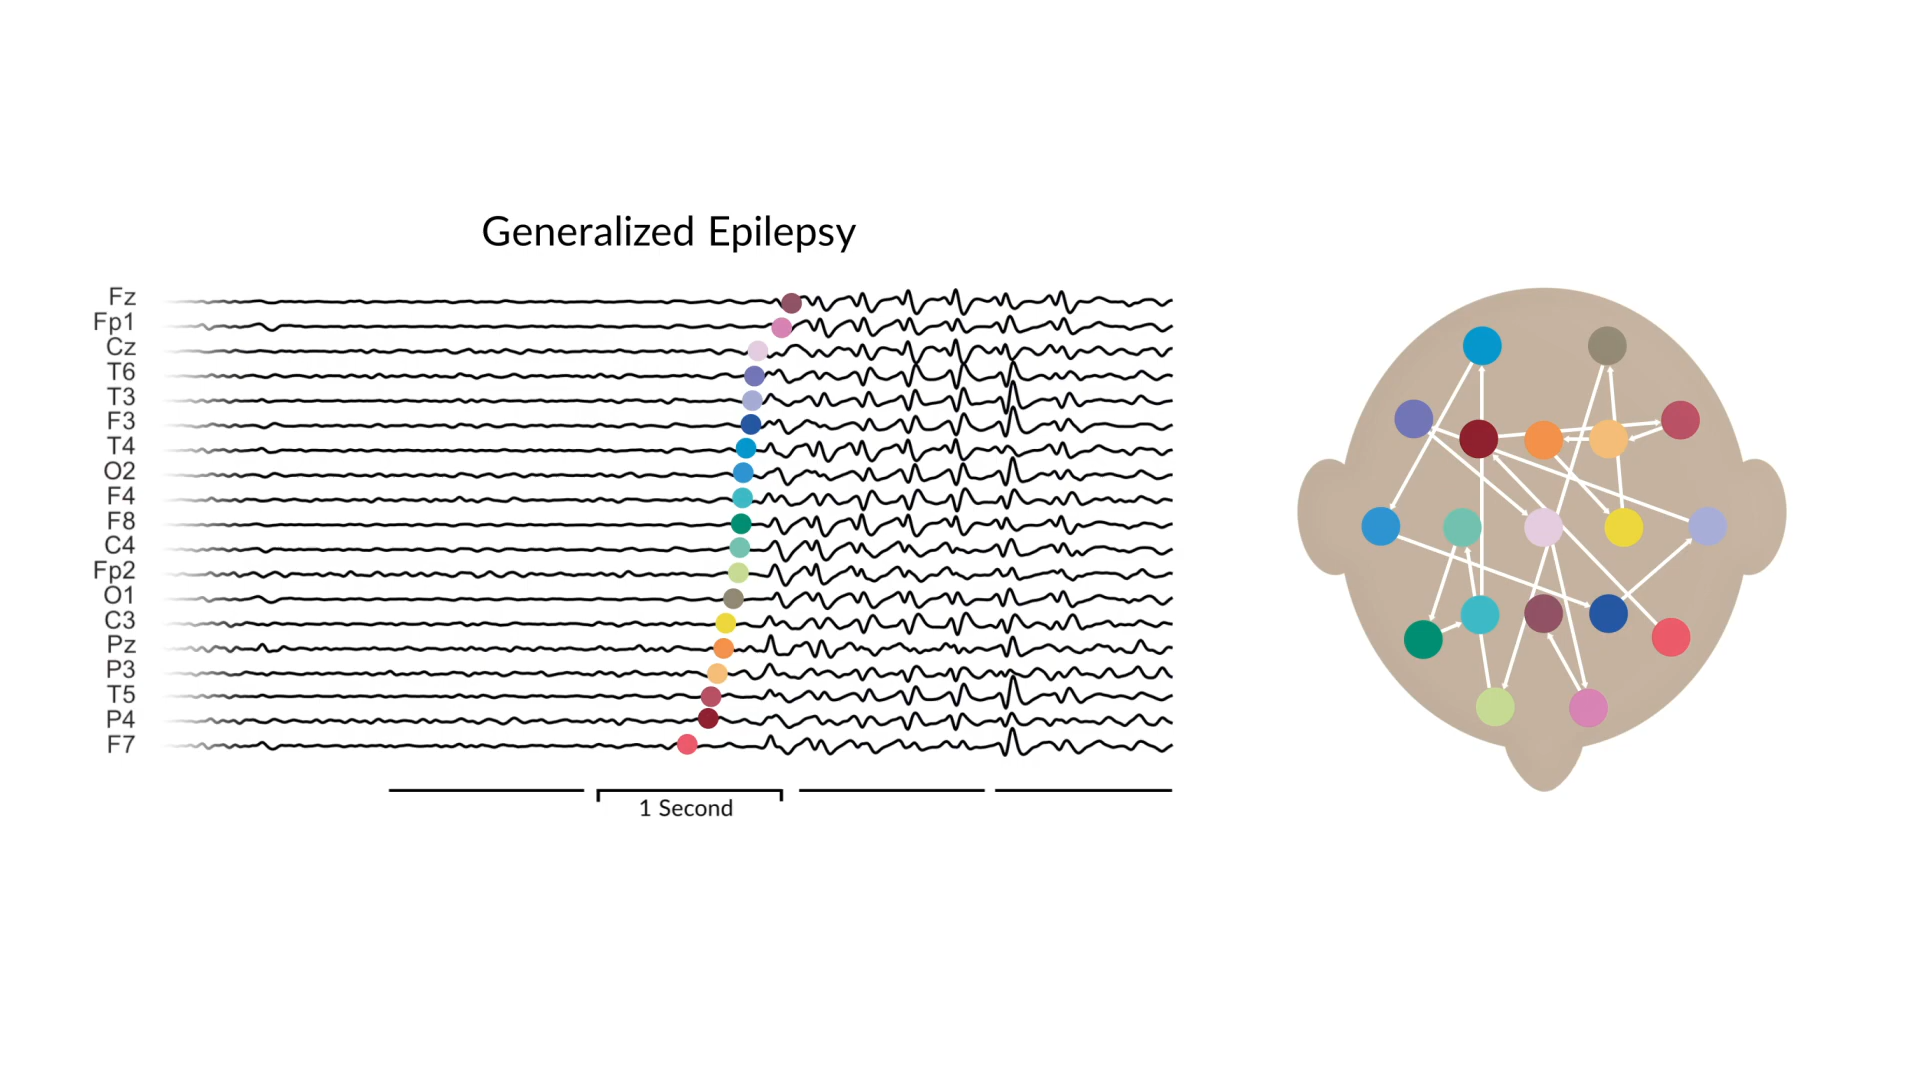 Generalized Epilepsy
Fz
Fp1
Cz
T6
T3
F3
T4
O2
F4
F8
C4
Fp2
O1
C3
Pz
P3
T5
P4
F7
1 Second